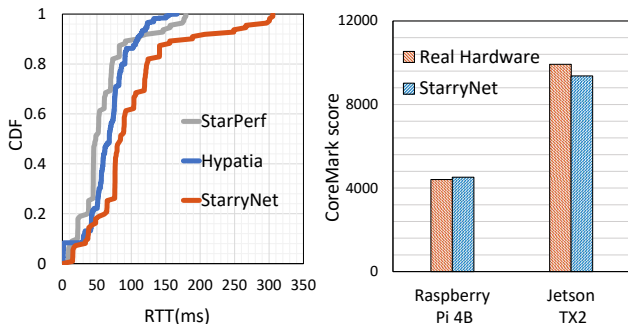 1
0.8
0.6
0.4
0.2
0
CDF
StarPerf
Hypatia
StarryNet
0 50 100 150 200 250 300 350
RTT(ms)
12000
8000
4000
0
CoreMark score
Real Hardware
StarryNet
Raspberry Jetson
Pi 4B TX2